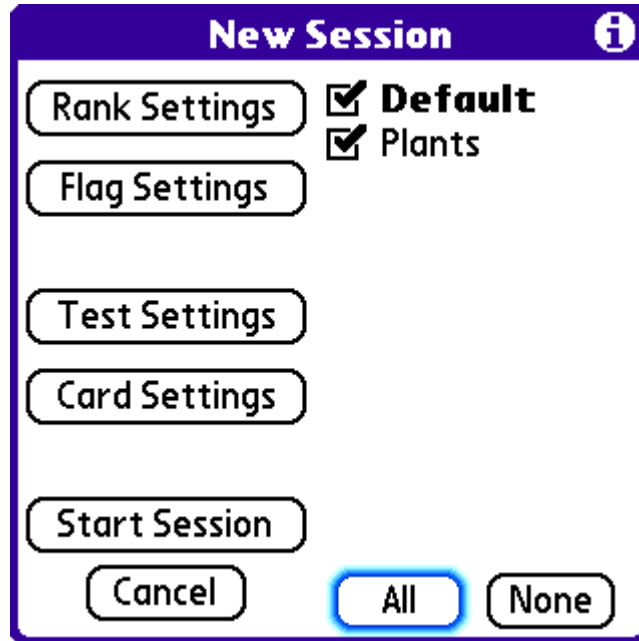 New Session
Rank Settings
Default
Plants
Flag Settings
Test Settings
Card Settings
Start Session
Cancel
All
None